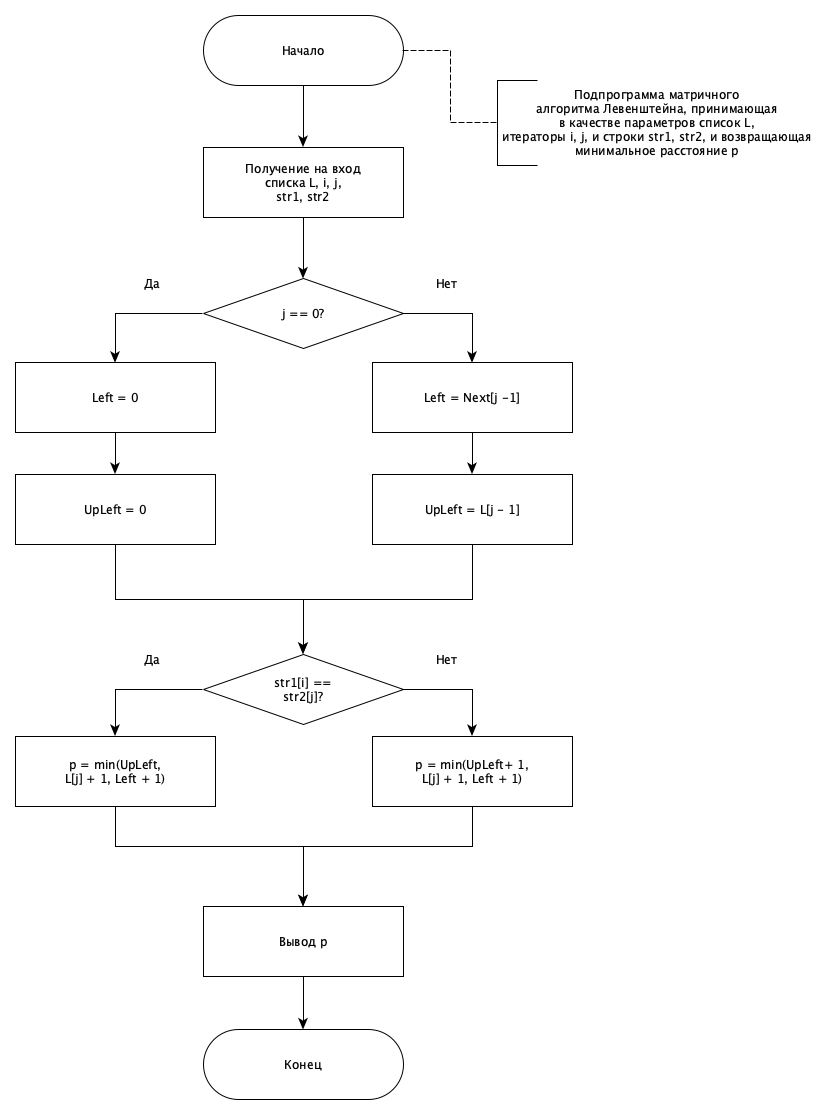 Начало
Подпрограмма матричного
алгоритма Левенштейна, принимающая
в качестве параметров список L,
итераторы i, j, и строки str1, str2, и возвращающая
минимальное расстояние p
Получение на вход
списка L, i, j,
str1, str2
Да
Нет
j == 0?
Left = 0
Left = Next[j -1]
UpLeft = 0
UpLeft = L[j - 1]
Да
Нет
str1[i] ==
str2[j]?
p = min(UpLeft,
L[j] + 1, Left + 1)
p = min(UpLeft+ 1,
L[j] + 1, Left + 1)
Вывод p
Конец